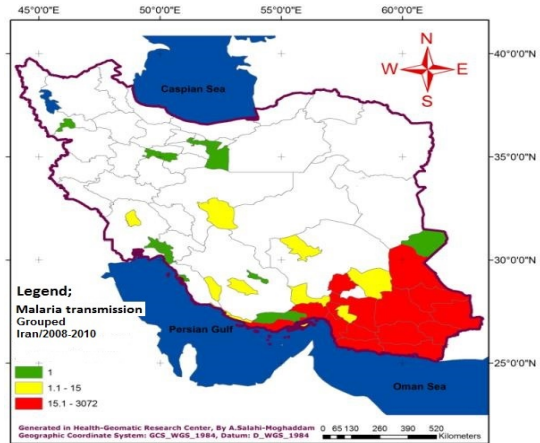 45°0'0"E 50°0'0"E 55°0'0"E 60°0'0"E
N
W E
S
40°0'0"N
Caspian Sea
35°0'0"N
30°0'0"N
Legend;
Malaria transmission
Grouped
Iran/2008-2010
Persian Gulf
25°0'0"N
1
1.1 - 15
15.1 - 3072
Oman Sea
Generated in Health-Geomatic Research Center, By A.Salahi-Moghaddam
Geographic Coordinate System: GCS_WGS_1984, Datum: D_WGS_1984
0 65 130 260 390 520
Kilometers